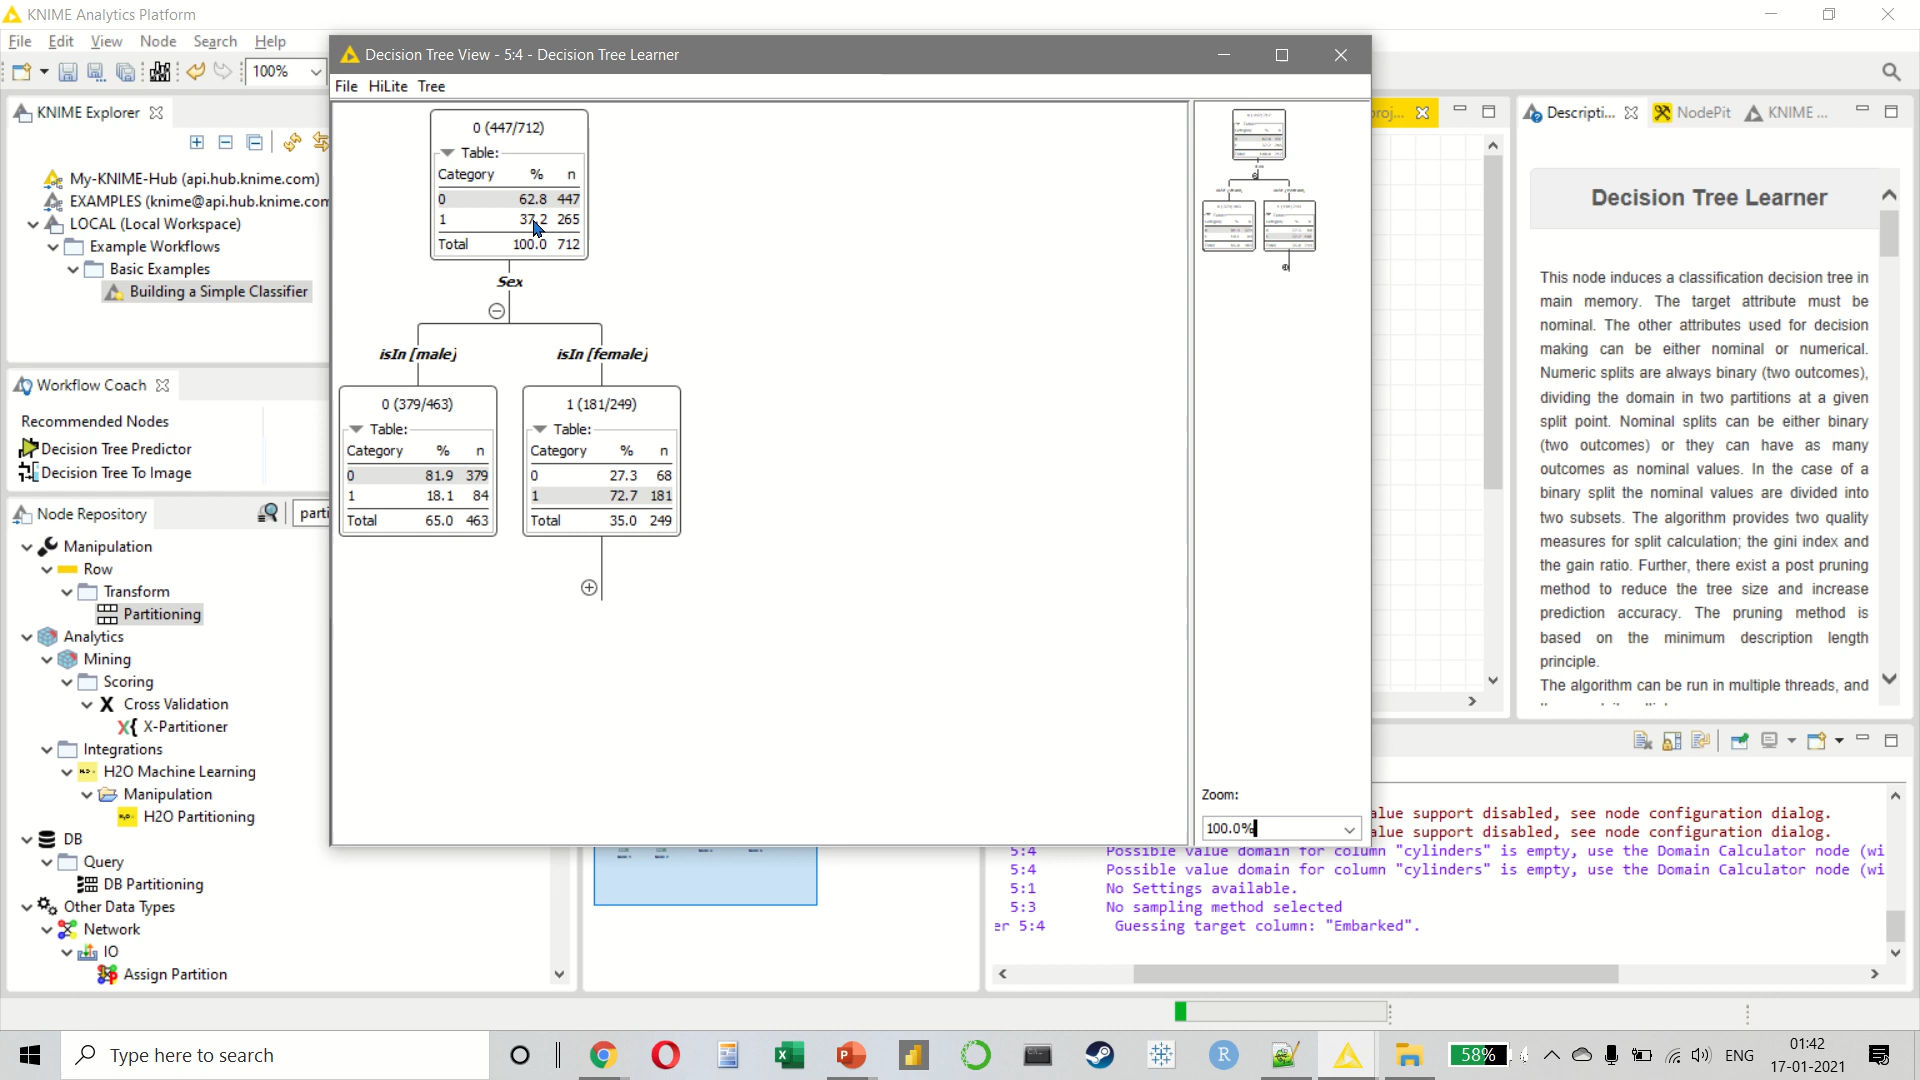 KNIME Analytics Platform
File Edit View Node Search Help
100%
KNIME Explorer
My-KNIME-Hub (api.hub.knime.com)
EXAMPLES (knime@api.hub.knime.com
LOCAL (Local Workspace)
Example Workflows
Basic Examples
Building a Simple Classifier
Workflow Coach
Recommended Nodes
Decision Tree Predictor
Decision Tree To Image
Node Repository
parti
Manipulation
Row
Transform
Partitioning
Analytics
Mining
Scoring
Cross Validation
X-Partitioner
Integrations
H2O Machine Learning
Manipulation
H2O Partitioning
DB
Query
DB Partitioning
Other Data Types
Network
IO
Assign Partition
Decision Tree View - 5:4 - Decision Tree Learner
File HiLite Tree
0 (447/712)
Table:
Category % n
0 62.8 447
1 37.2 265
Total 100.0 712
Sex
isIn [male]
isIn [female]
0 (379/463)
Table:
Category % n
0 81.9 379
1 18.1 84
Total 65.0 463
1 (181/249)
Table:
Category % n
0 27.3 68
1 72.7 181
Total 35.0 249
Zoom:
100.0%
proj...
Descripti... NodePit KNIME ...
Decision Tree Learner
This node induces a classification decision tree in
main memory. The target attribute must be
nominal. The other attributes used for decision
making can be either nominal or numerical.
Numeric splits are always binary (two outcomes),
dividing the domain in two partitions at a given
split point. Nominal splits can be either binary
(two outcomes) or they can have as many
outcomes as nominal values. In the case of a
binary split the nominal values are divided into
two subsets. The algorithm provides two quality
measures for split calculation; the gini index and
the gain ratio. Further, there exist a post pruning
method to reduce the tree size and increase
prediction accuracy. The pruning method is
based on the minimum description length
principle.
The algorithm can be run in multiple threads, and
alue support disabled, see node configuration dialog.
alue support disabled, see node configuration dialog.
5:4 Possible value domain for column "cylinders" is empty, use the Domain Calculator node (wi
5:4 Possible value domain for column "cylinders" is empty, use the Domain Calculator node (wi
5:1 No Settings available.
5:3 No sampling method selected
er 5:4 Guessing target column: "Embarked".
Type here to search
58%
ENG
01:42
17-01-2021